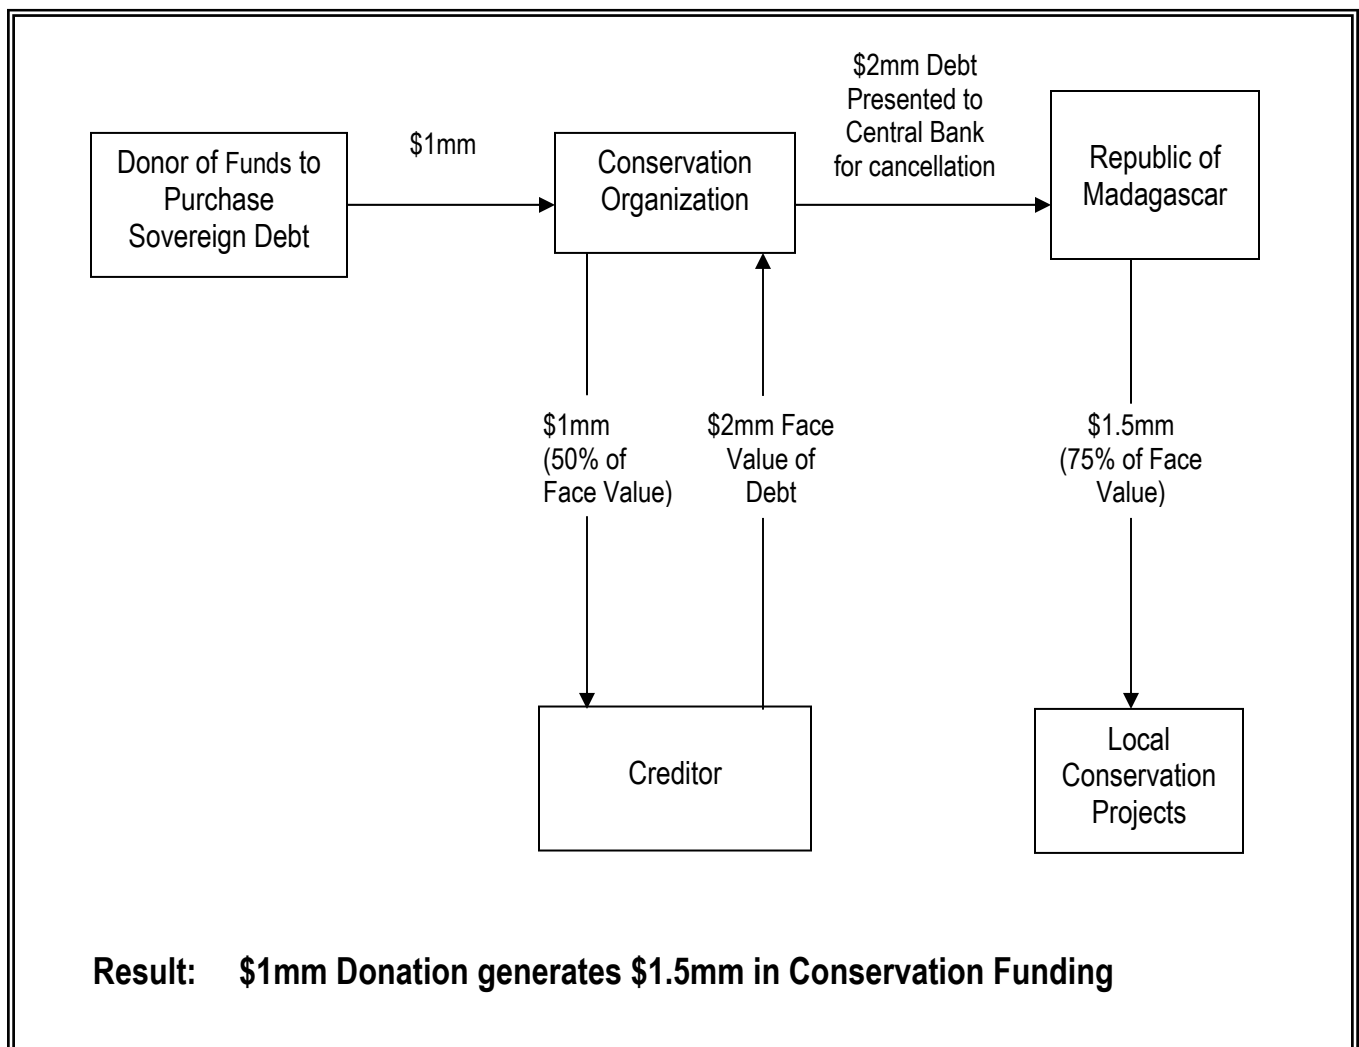 $2mm Debt
Presented to
Central Bank
for cancellation
Donor of Funds to
Purchase
Sovereign Debt
$1mm
Conservation
Organization
Republic of
Madagascar
$1mm
(50% of
Face Value)
$2mm Face
Value of
Debt
$1.5mm
(75% of Face
Value)
Creditor
Local
Conservation
Projects
Result: $1mm Donation generates $1.5mm in Conservation Funding